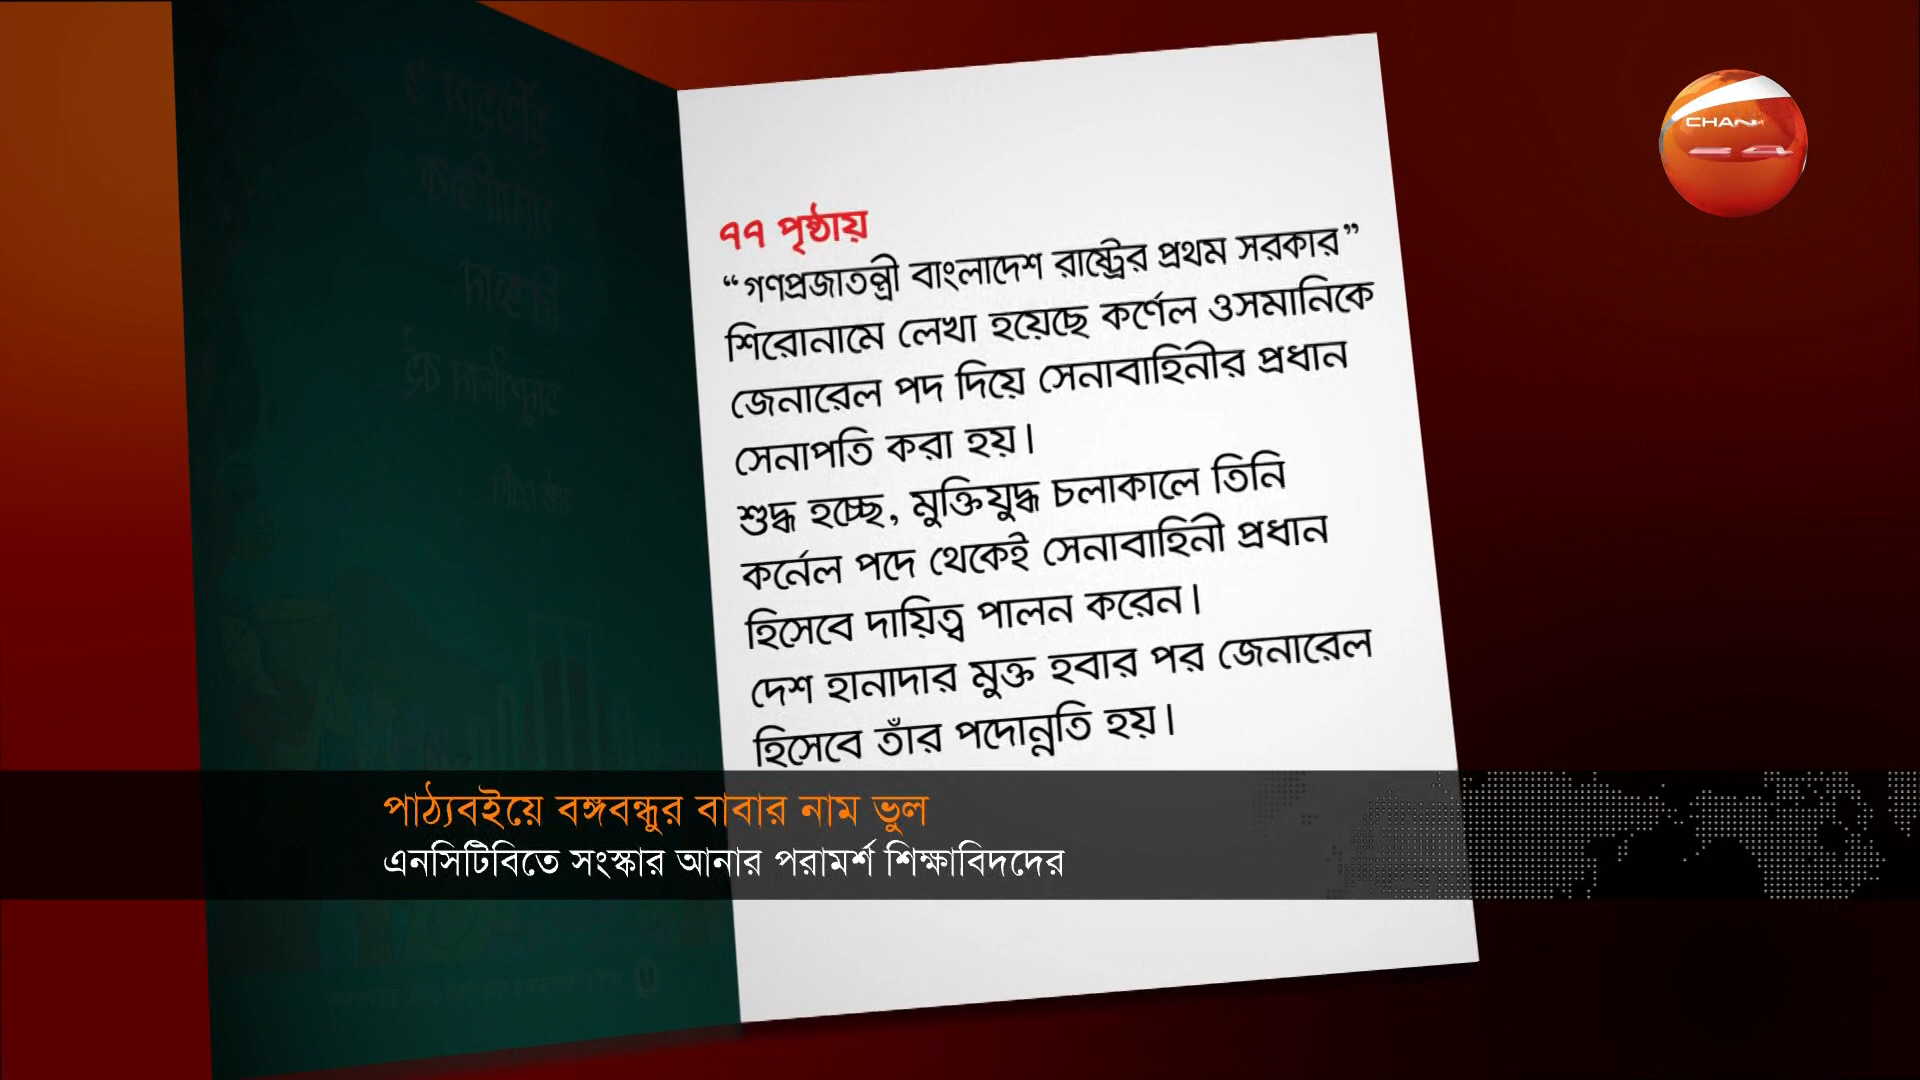 ৭৭ পৃষ্ঠায়
“গণপ্রজাতন্ত্রী বাংলাদেশ রাষ্ট্রের প্রথম সরকার”
শিরোনামে লেখা হয়েছে কর্ণেল ওসমানিকে
জেনারেল পদ দিয়ে সেনাবাহিনীর প্রধান
সেনাপতি করা হয়।
শুদ্ধ হচ্ছে, মুক্তিযুদ্ধ চলাকালে তিনি
কর্নেল পদে থেকেই সেনাবাহিনী প্রধান
হিসেবে দায়িত্ব পালন করেন।
দেশ হানাদার মুক্ত হবার পর জেনারেল
হিসেবে তাঁর পদোন্নতি হয়।
পাঠ্যবইয়ে বঙ্গবন্ধুর বাবার নাম ভুল
এনসিটিবিতে সংস্কার আনার পরামর্শ শিক্ষাবিদদের